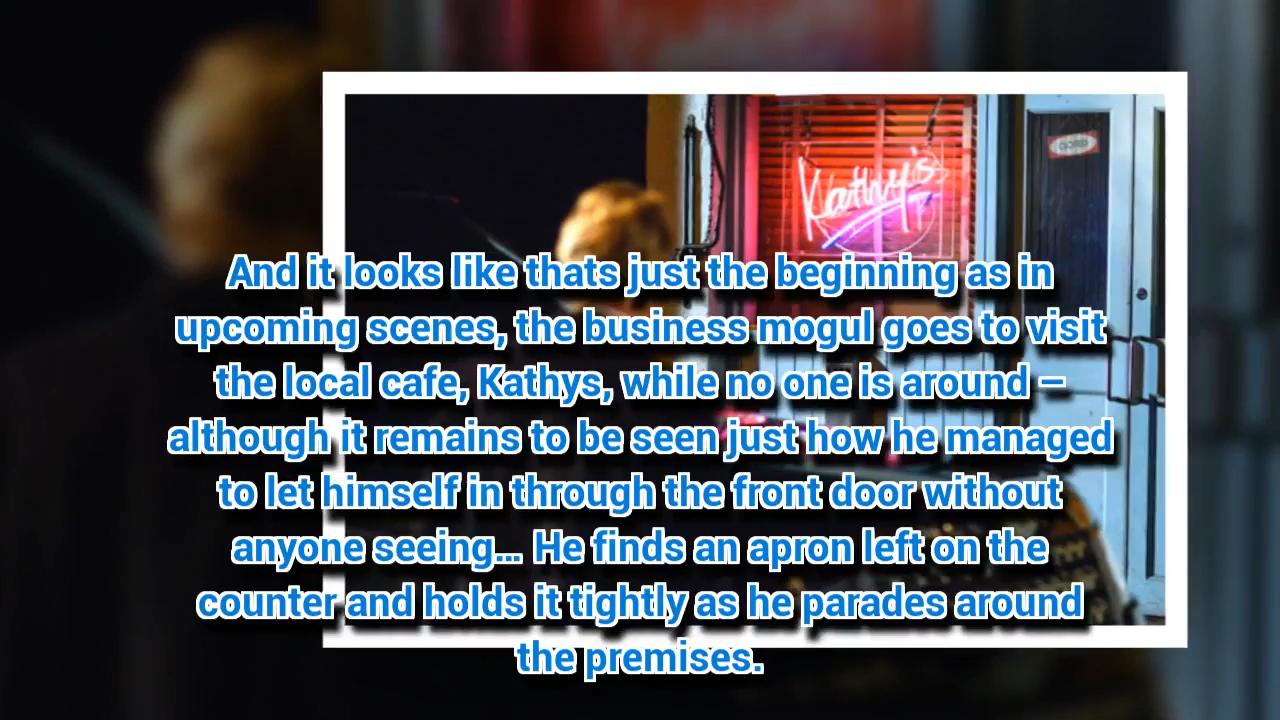 Kathy's
And it looks like thats just the beginning as in
upcoming scenes, the business mogul goes to visit
the local cafe, Kathys, while no one is around –
although it remains to be seen just how he managed
to let himself in through the front door without
anyone seeing... He finds an apron left on the
counter and holds it tightly as he parades around
the premises.